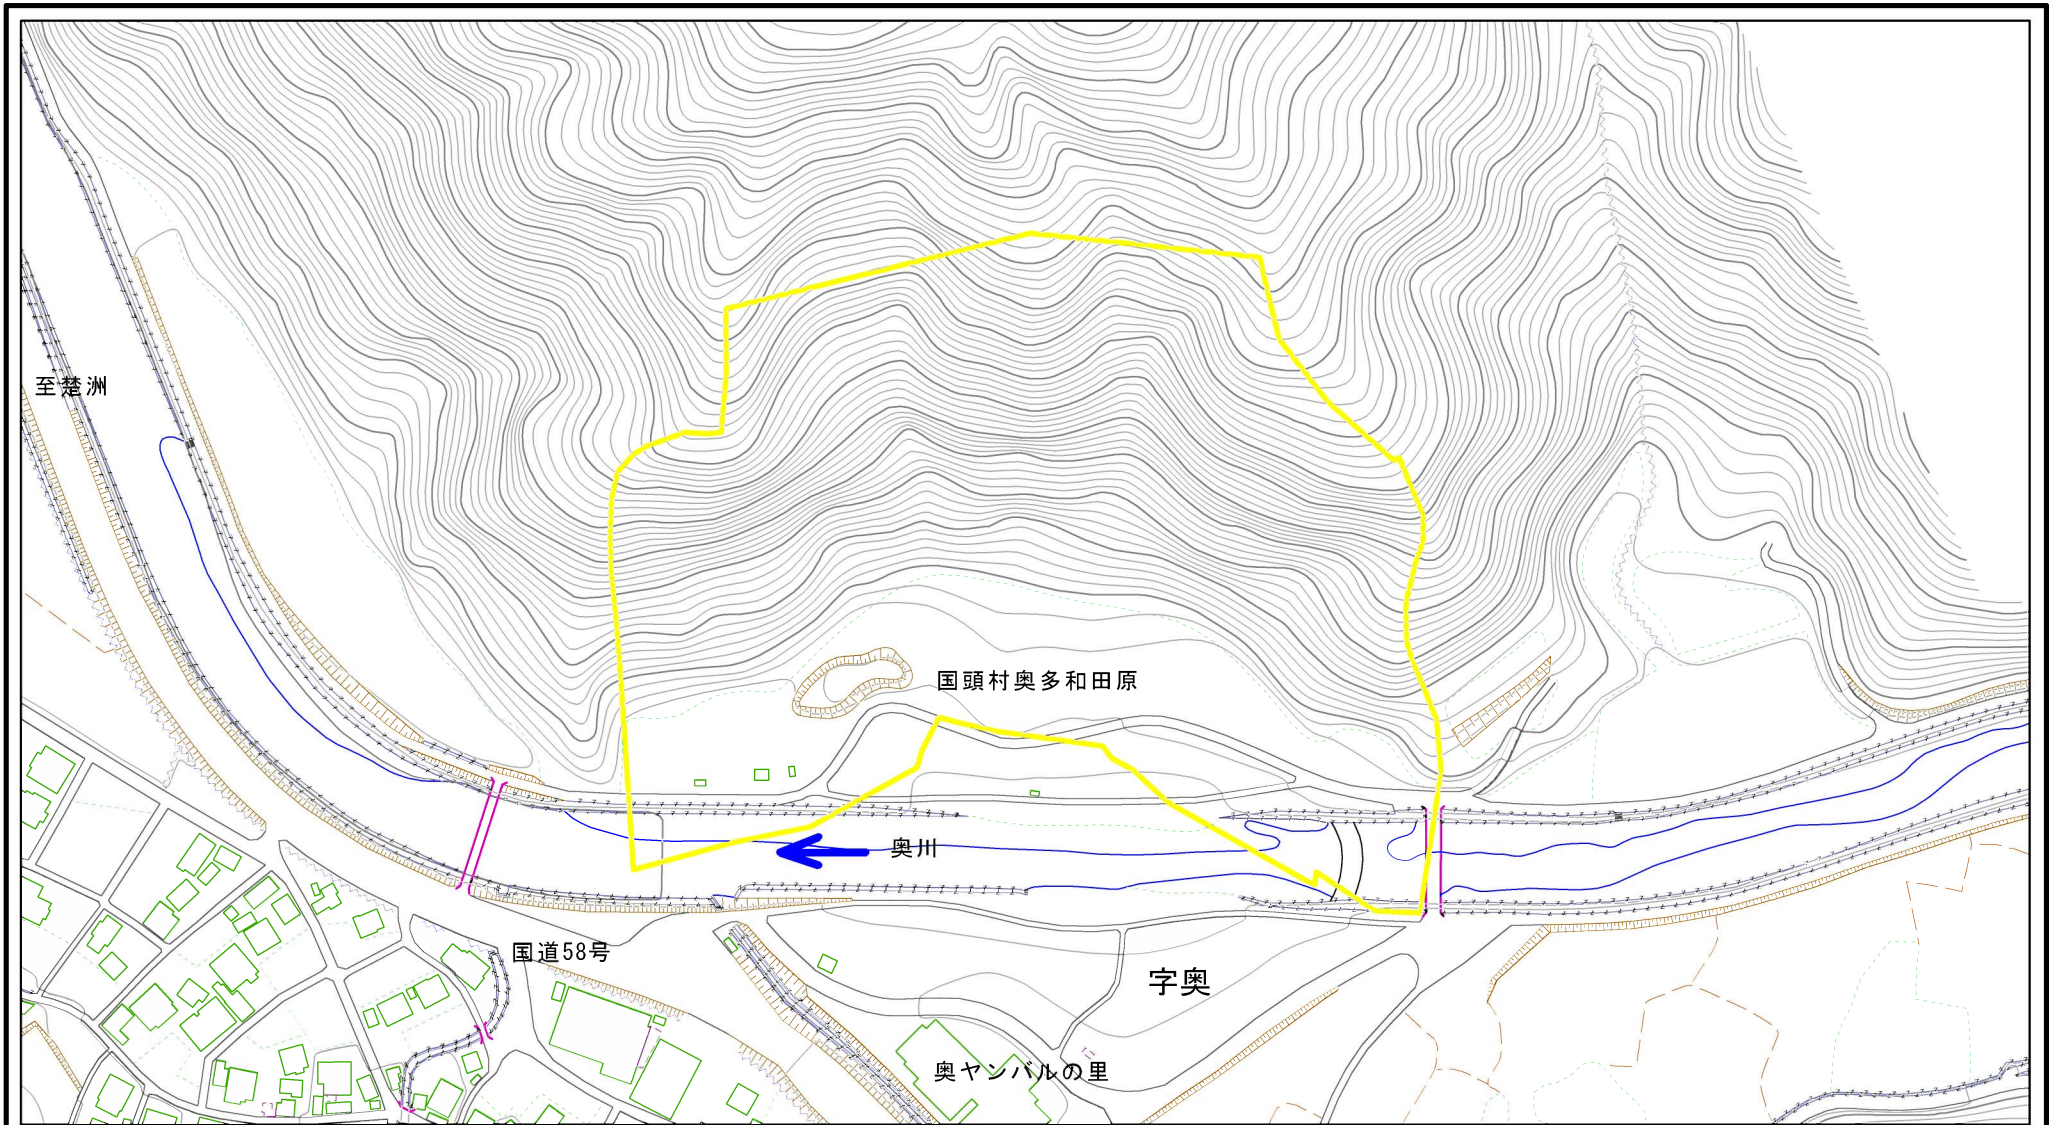 至楚洲
国頭村奥多和田原
奥川
国道58号
字奥
奥ヤンバルの里